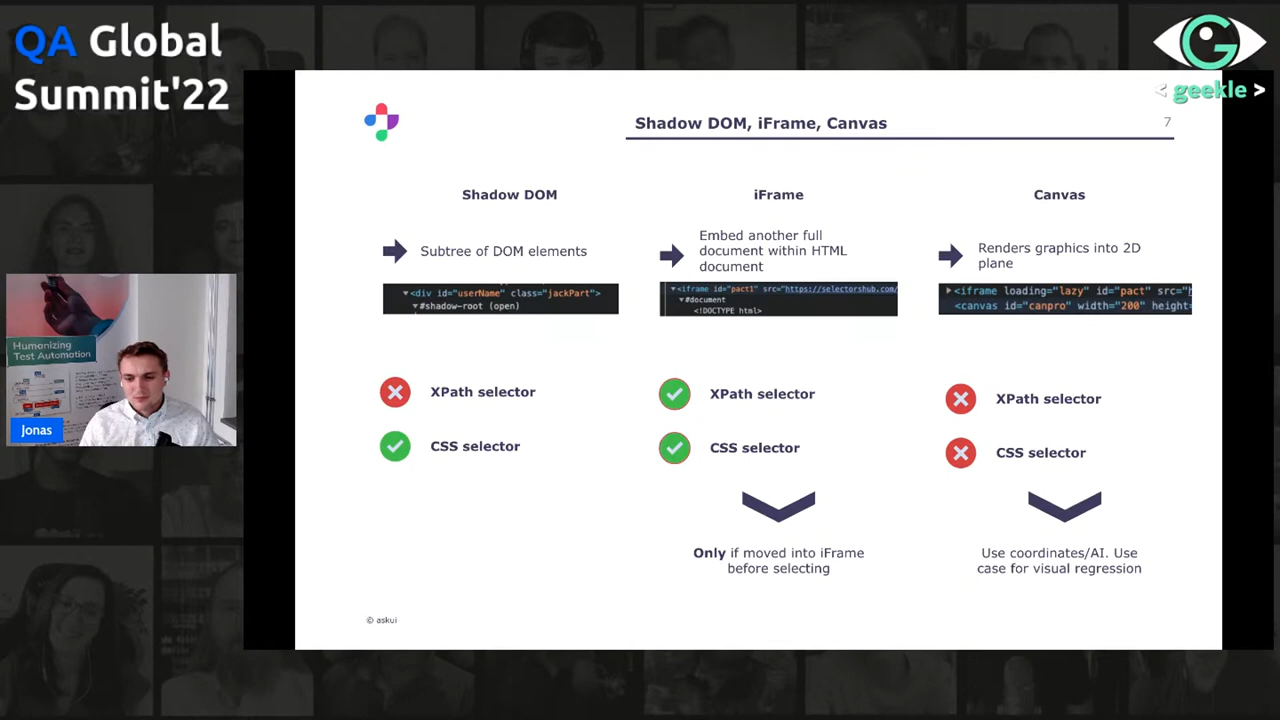 QA Global
Summit'22
< geekle >
Shadow DOM, iFrame, Canvas
7
Shadow DOM
Subtree of DOM elements
<div id="userName" class="jackPart">
#shadow-root (open)
XPath selector
CSS selector
iFrame
Embed another full
document within HTML
document
<iframe id="pact1" src="https://selectorshub.com/
#document
<!DOCTYPE html>
XPath selector
CSS selector
Only if moved into iFrame
before selecting
Canvas
Renders graphics into 2D
plane
<iframe loading="lazy" id="pact" src="h
<canvas id="canpro" width="200" height=
XPath selector
CSS selector
Use coordinates/AI. Use
case for visual regression
Humanizing
Test Automation
Jonas
© askui